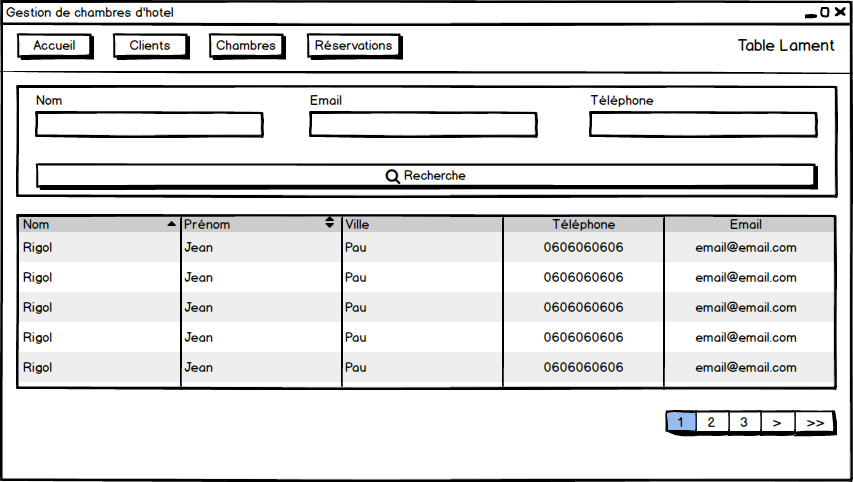 Gestion de chambres d'hotel
Accueil Clients Chambres Réservations Table Lament
Nom Email Téléphone
Recherche
Nom Prénom Ville Téléphone Email
Rigol Jean Pau 0606060606 email@email.com
Rigol Jean Pau 0606060606 email@email.com
Rigol Jean Pau 0606060606 email@email.com
Rigol Jean Pau 0606060606 email@email.com
Rigol Jean Pau 0606060606 email@email.com
1 2 3 > >>